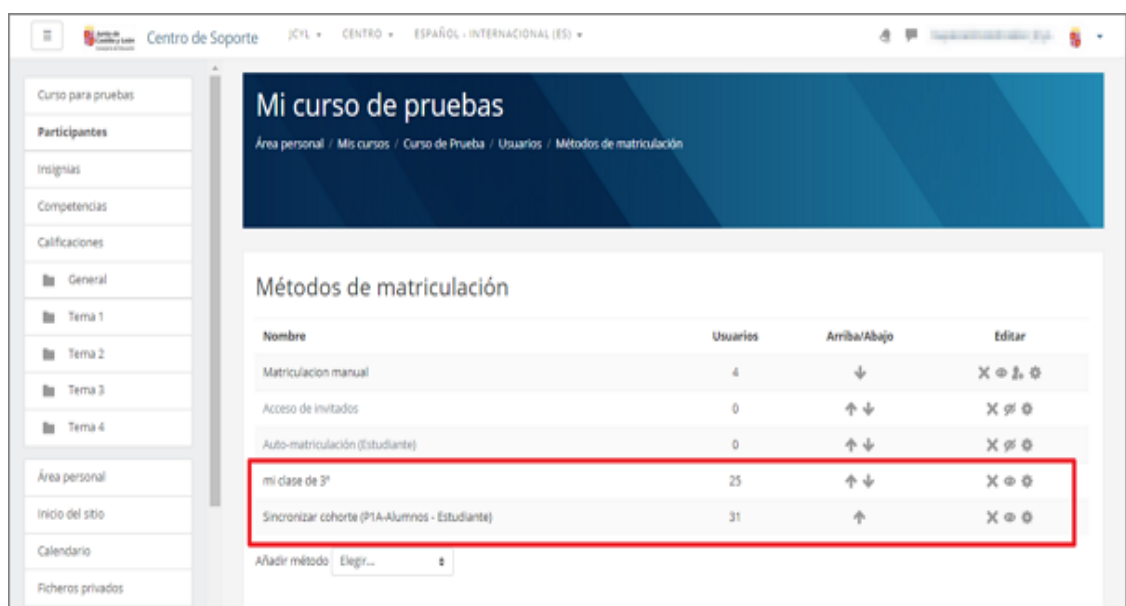 Junta de Castilla y León Centro de Soporte JCYL CENTRO ESPAÑOL - INTERNACIONAL (ES)
Curso para pruebas
Participantes
Insignias
Competencias
Calificaciones
General
Tema 1
Tema 2
Tema 3
Tema 4
Área personal
Inicio del sitio
Calendario
Ficheros privados
Mi curso de pruebas
Área personal / Mis cursos / Curso de Prueba / Usuarios / Métodos de matriculación
Métodos de matriculación
Nombre Usuarios Arriba/Abajo Editar
Matriculacion manual 4
Acceso de invitados 0
Auto-matriculación (Estudiante) 0
mi clase de 3º 25
Sincronizar cohorte (P1A-Alumnos - Estudiante) 31
Añadir método Elegir...